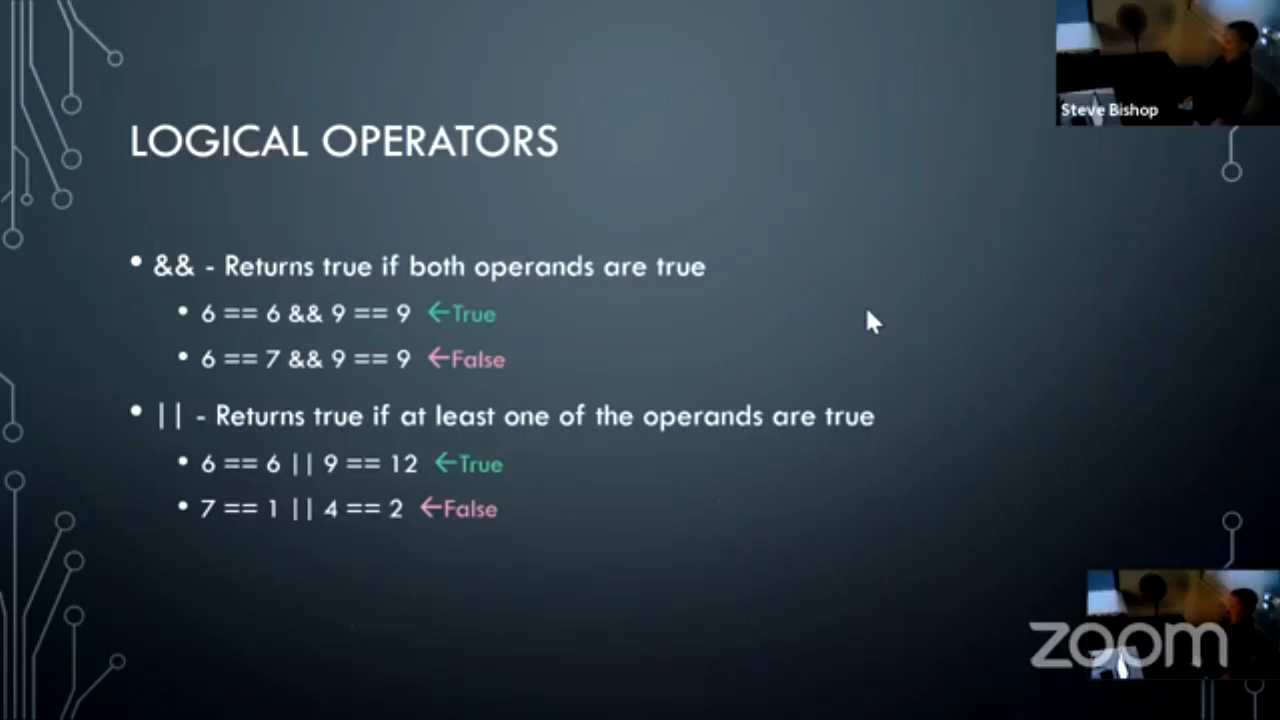 Steve Bishop
LOGICAL OPERATORS
• && - Returns true if both operands are true
• 6 == 6 && 9 == 9 ←True
• 6 == 7 && 9 == 9 ←False
• || - Returns true if at least one of the operands are true
• 6 == 6 || 9 == 12 ←True
• 7 == 1 || 4 == 2 ←False
zoom